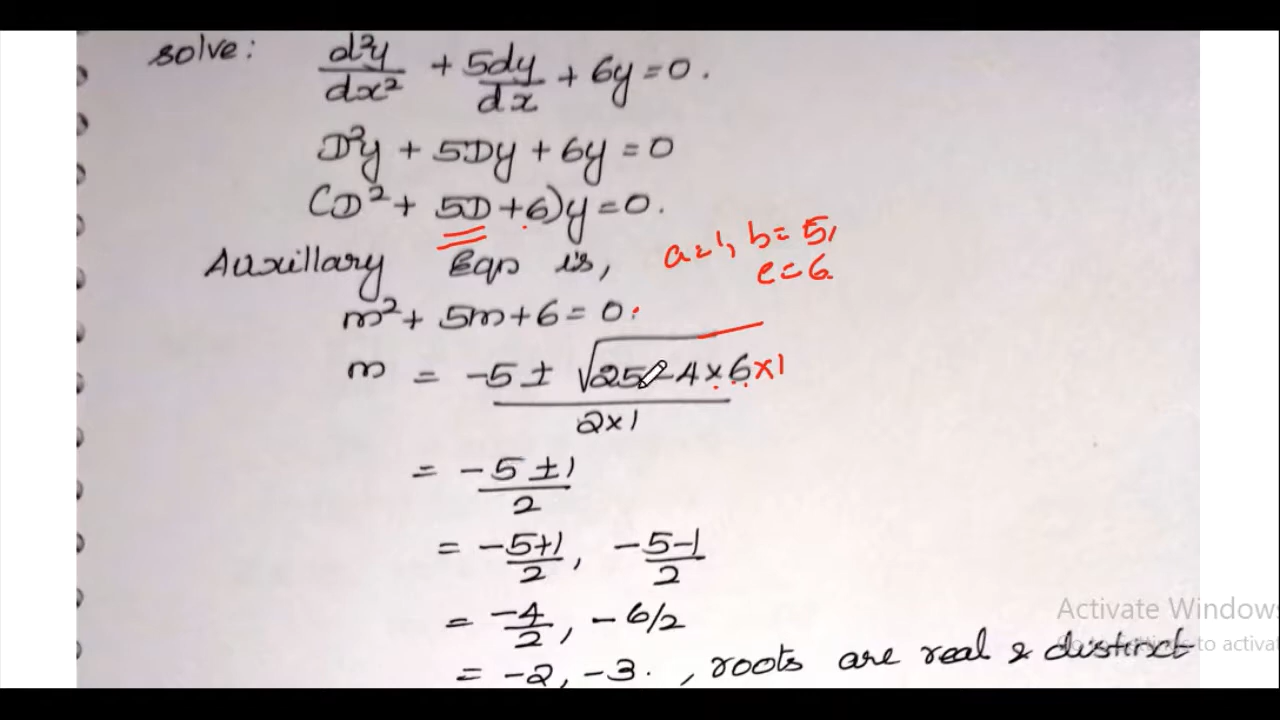 solve: d²y/dx² + 5dy/dx + 6y = 0.
D²y + 5Dy + 6y = 0
(D² + 5D + 6)y = 0.
Auxillary Eqn is,
a=1, b=5,
c=6.
m² + 5m + 6 = 0.
m = -5 ± √25-4×6×1 / 2×1
= -5±1 / 2
= -5+1/2, -5-1/2
= -4/2, -6/2
= -2, -3. , roots are real & distinct
Activate Windows
to activat